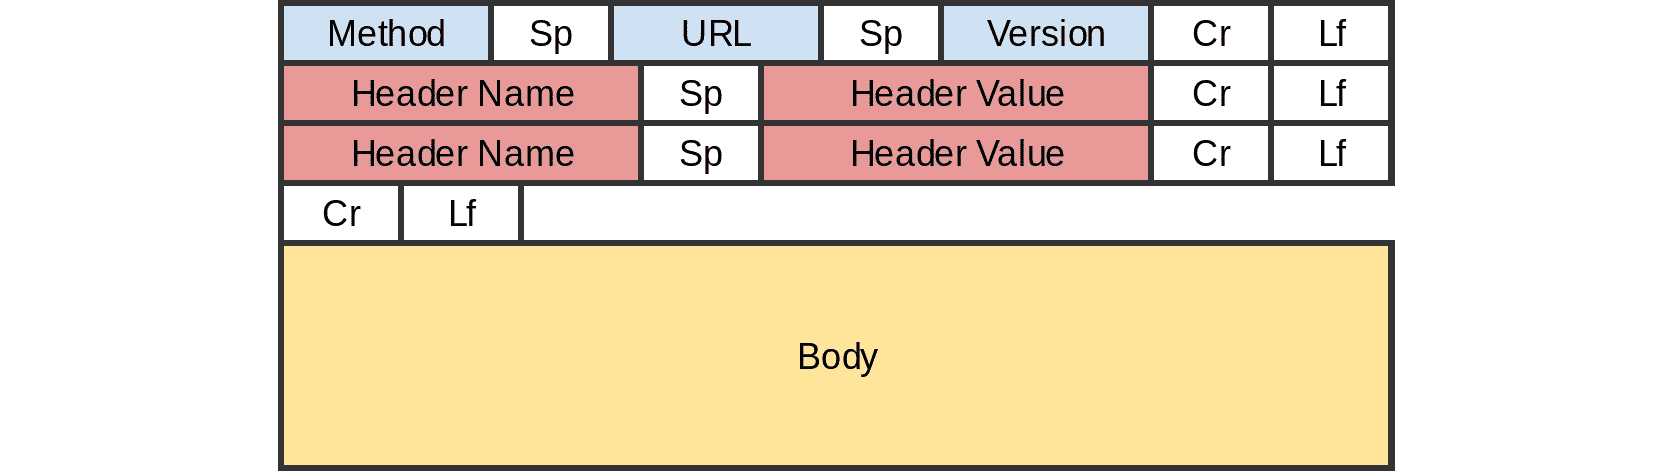 Method Sp URL Sp Version Cr Lf
Header Name Sp Header Value Cr Lf
Header Name Sp Header Value Cr Lf
Cr Lf
Body